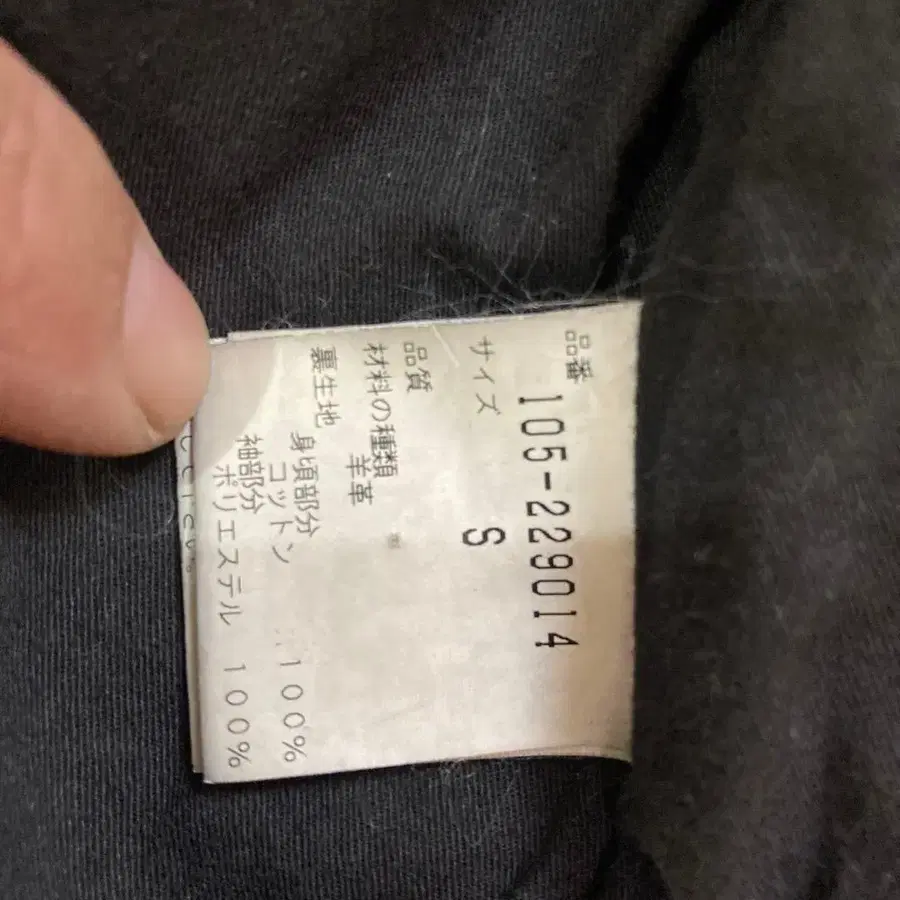 品番 105-229014
サイズ S
品質
材料の種類 羊革
裏生地
身頃部分
コットン 100%
袖部分
ポリエステル 100%